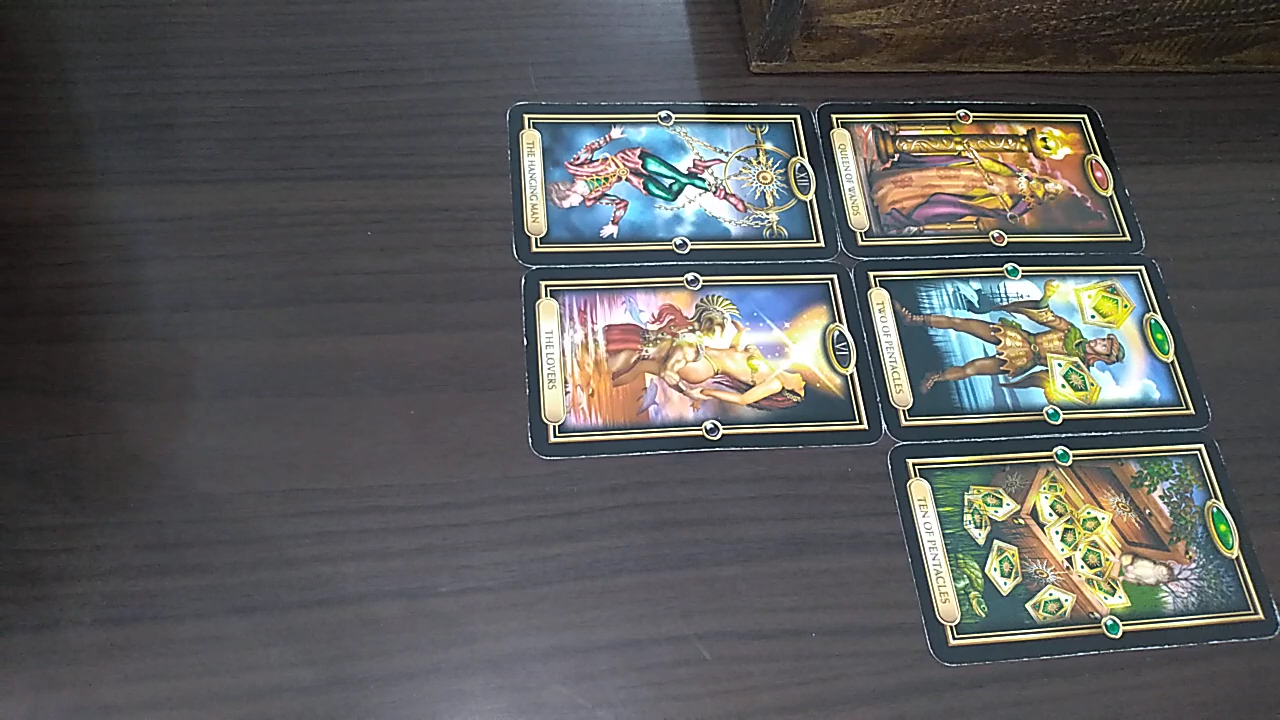 QUEEN OF WANDS
TWO OF PENTACLES
TEN OF PENTACLES
XII
THE HANGING MAN
VI
THE LOVERS